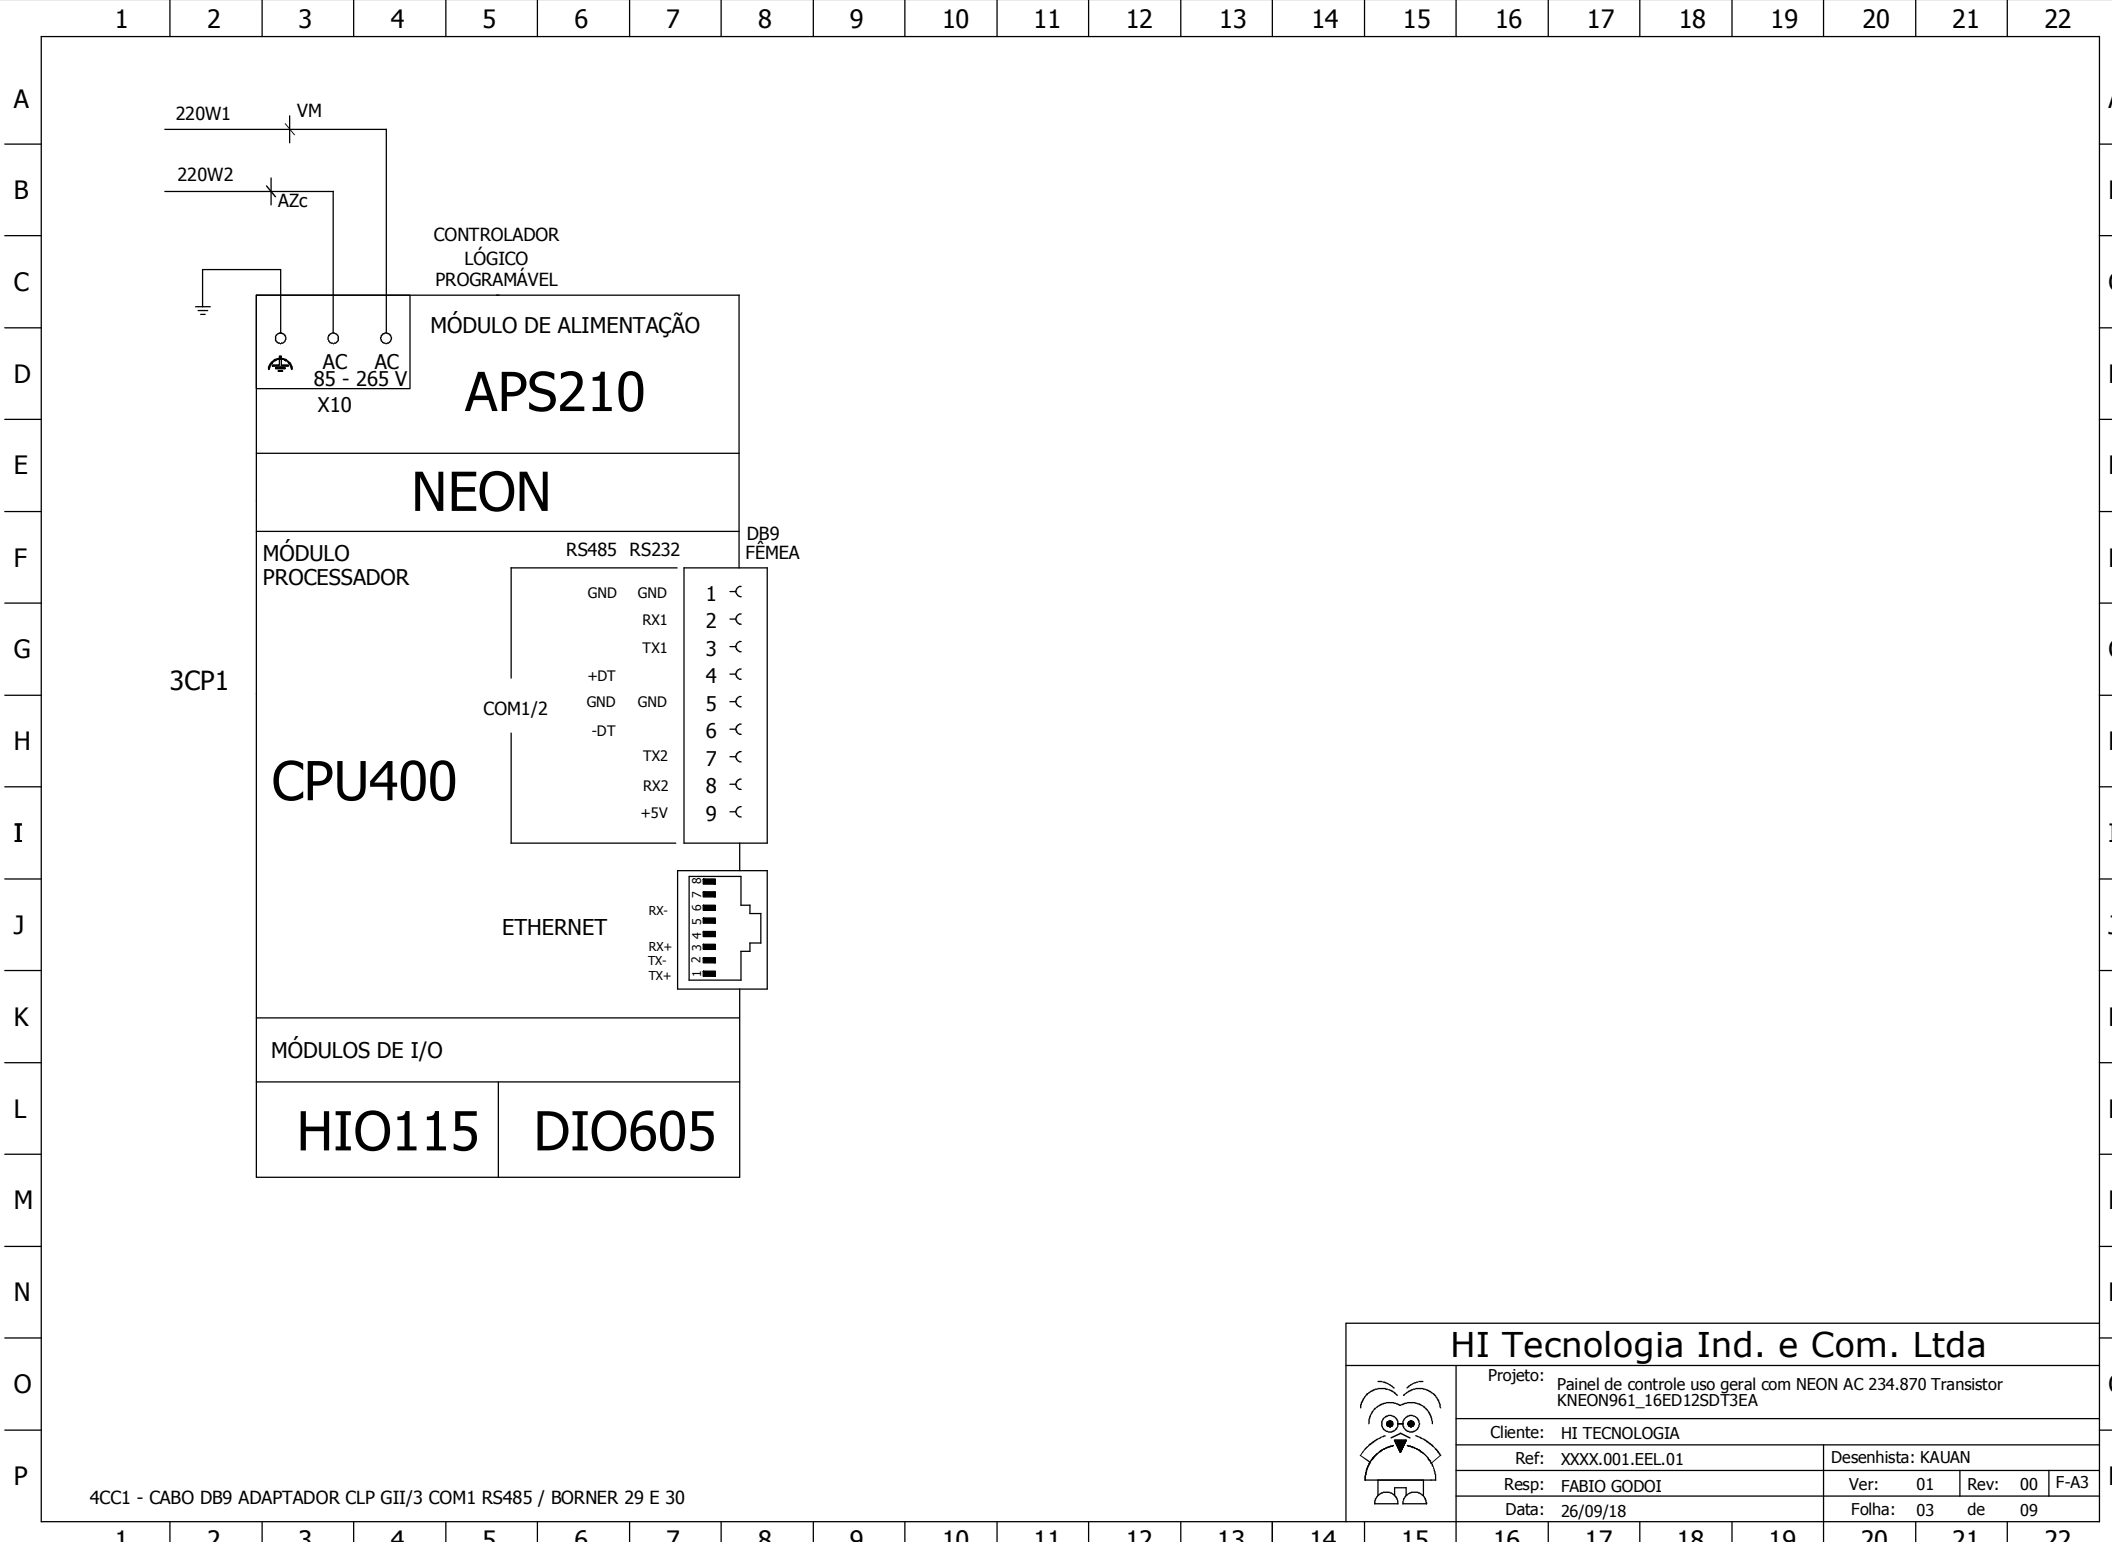 1 2 3 4 5 6 7 8 9 10 11 12 13 14 15 16 17 18 19 20 21 22
A
220W1
VM
B
220W2
AZc
CONTROLADOR
LÓGICO
PROGRAMÁVEL
C
MÓDULO DE ALIMENTAÇÃO
D
AC AC
85 - 265 V
X10
APS210
E
NEON
F
MÓDULO
PROCESSADOR
RS485 RS232
DB9
FÊMEA
GND GND 1
RX1 2
G
TX1 3
3CP1
+DT 4
COM1/2
GND GND 5
H
-DT 6
TX2 7
CPU400
RX2 8
I
+5V 9
J
ETHERNET
RX-
RX+
TX-
TX+
8
7
6
5
4
3
2
1
K
MÓDULOS DE I/O
L
HIO115 DIO605
M
N
O
P
4CC1 - CABO DB9 ADAPTADOR CLP GII/3 COM1 RS485 / BORNER 29 E 30
HI Tecnologia Ind. e Com. Ltda
Projeto: Painel de controle uso geral com NEON AC 234.870 Transistor
KNEON961_16ED12SDT3EA
Cliente: HI TECNOLOGIA
Ref: XXXX.001.EEL.01 Desenhista: KAUAN
Resp: FABIO GODOI Ver: 01 Rev: 00 F-A3
Data: 26/09/18 Folha: 03 de 09
1 2 3 4 5 6 7 8 9 10 11 12 13 14 15 16 17 18 19 20 21 22